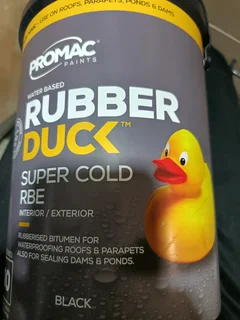 USE ON ROOFS, PARAPETS, PONDS & DAMS
PROMAC
PAINTS
WATER BASED
RUBBER
DUCK™
SUPER COLD
RBE
INTERIOR / EXTERIOR
RUBBERISED BITUMEN FOR
WATERPROOFING ROOFS & PARAPETS
ALSO FOR SEALING DAMS & PONDS.
BLACK